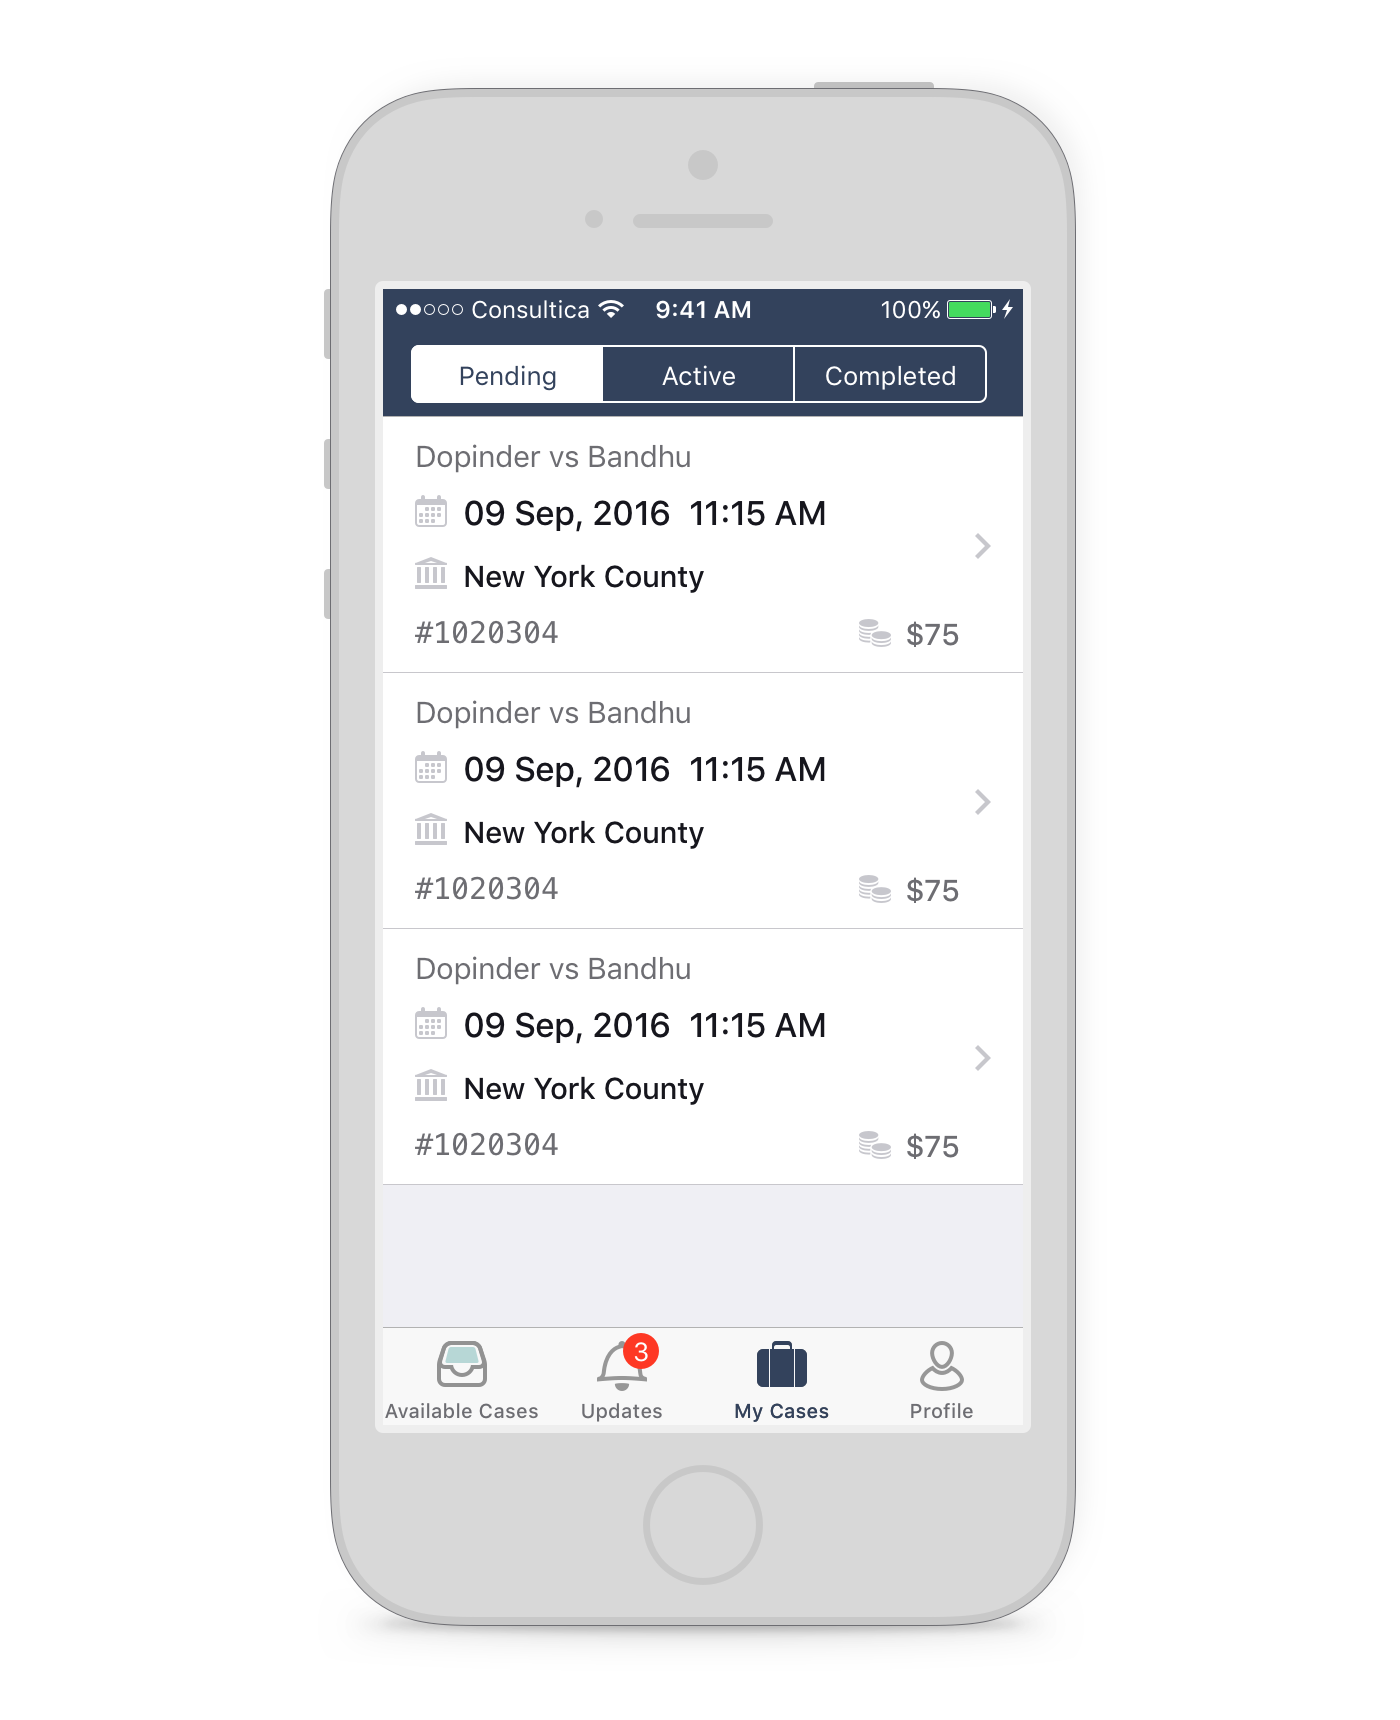 Consultica 9:41 AM 100%
Pending Active Completed
Dopinder vs Bandhu
09 Sep, 2016 11:15 AM
New York County
#1020304 $75
Dopinder vs Bandhu
09 Sep, 2016 11:15 AM
New York County
#1020304 $75
Dopinder vs Bandhu
09 Sep, 2016 11:15 AM
New York County
#1020304 $75
3
Available Cases Updates My Cases Profile